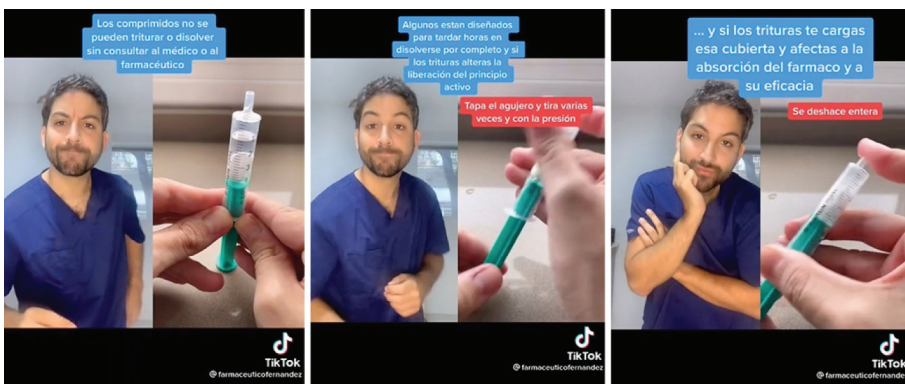 Los comprimidos no se
pueden triturar o disolver
sin consultar al médico o al
farmacéutico
TikTok
@farmaceuticofernandez
Algunos estan diseñados
para tardar horas en
disolverse por completo y si
los trituras alteras la
liberación del principio
activo
Tapa el agujero y tira varias
veces y con la presión
TikTok
@farmaceuticofernandez
... y si los trituras te cargas
esa cubierta y afectas a la
absorción del farmaco y a
su eficacia
Se deshace entera
TikTok
@farmaceuticofernandez